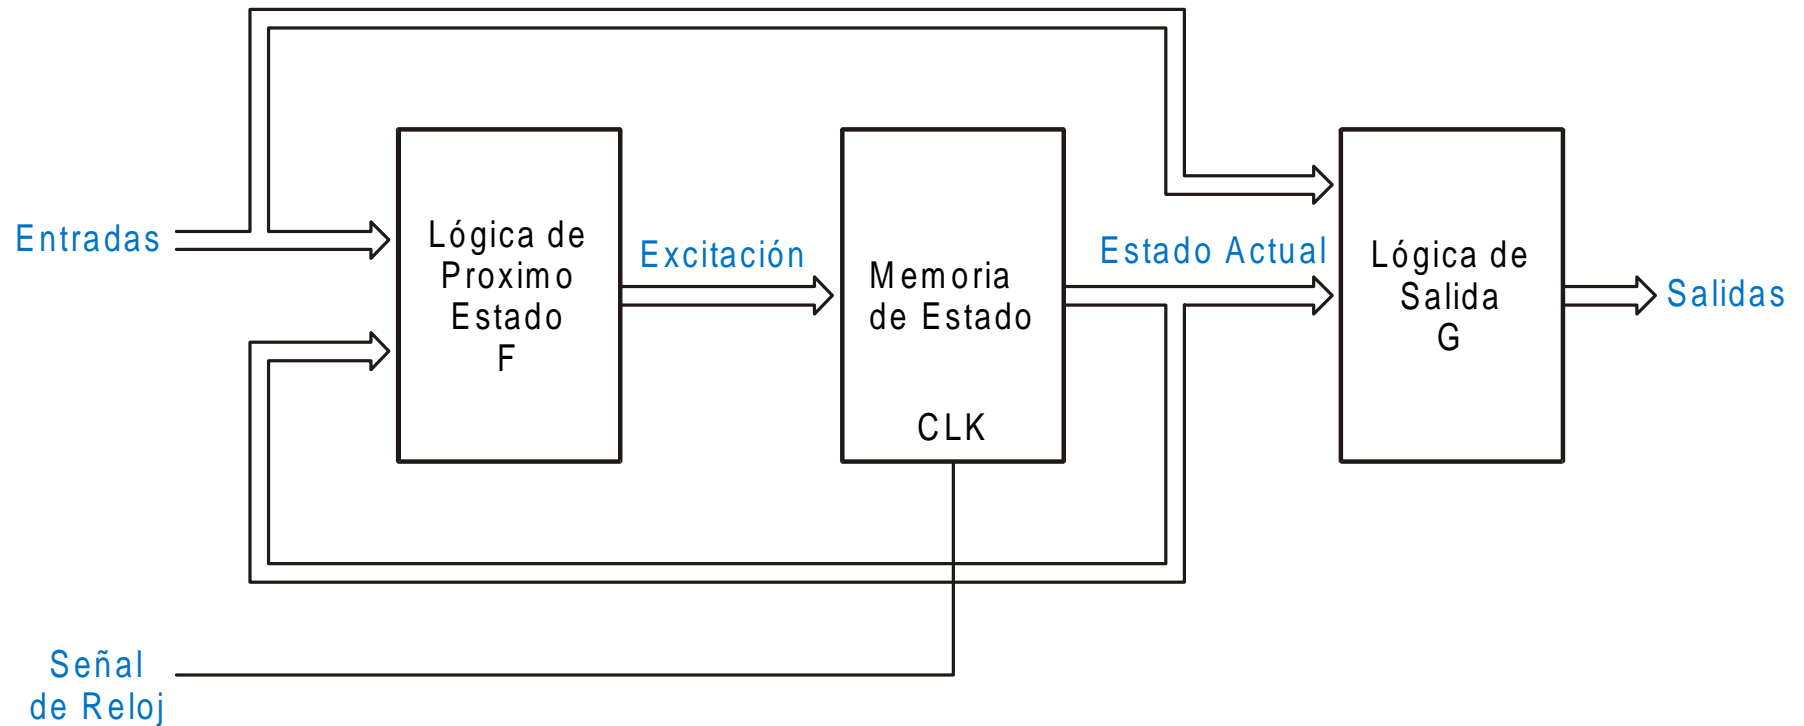 Entradas
Lógica de
Proximo
Estado
F
Excitación
Memoria
de Estado
CLK
Estado Actual
Lógica de
Salida
G
Salidas
Señal
de Reloj